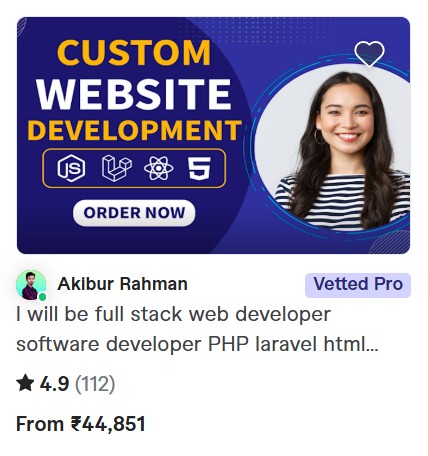 CUSTOM
WEBSITE
DEVELOPMENT
JS
5
ORDER NOW
Akibur Rahman
Vetted Pro
I will be full stack web developer
software developer PHP laravel html...
4.9 (112)
From ₹44,851